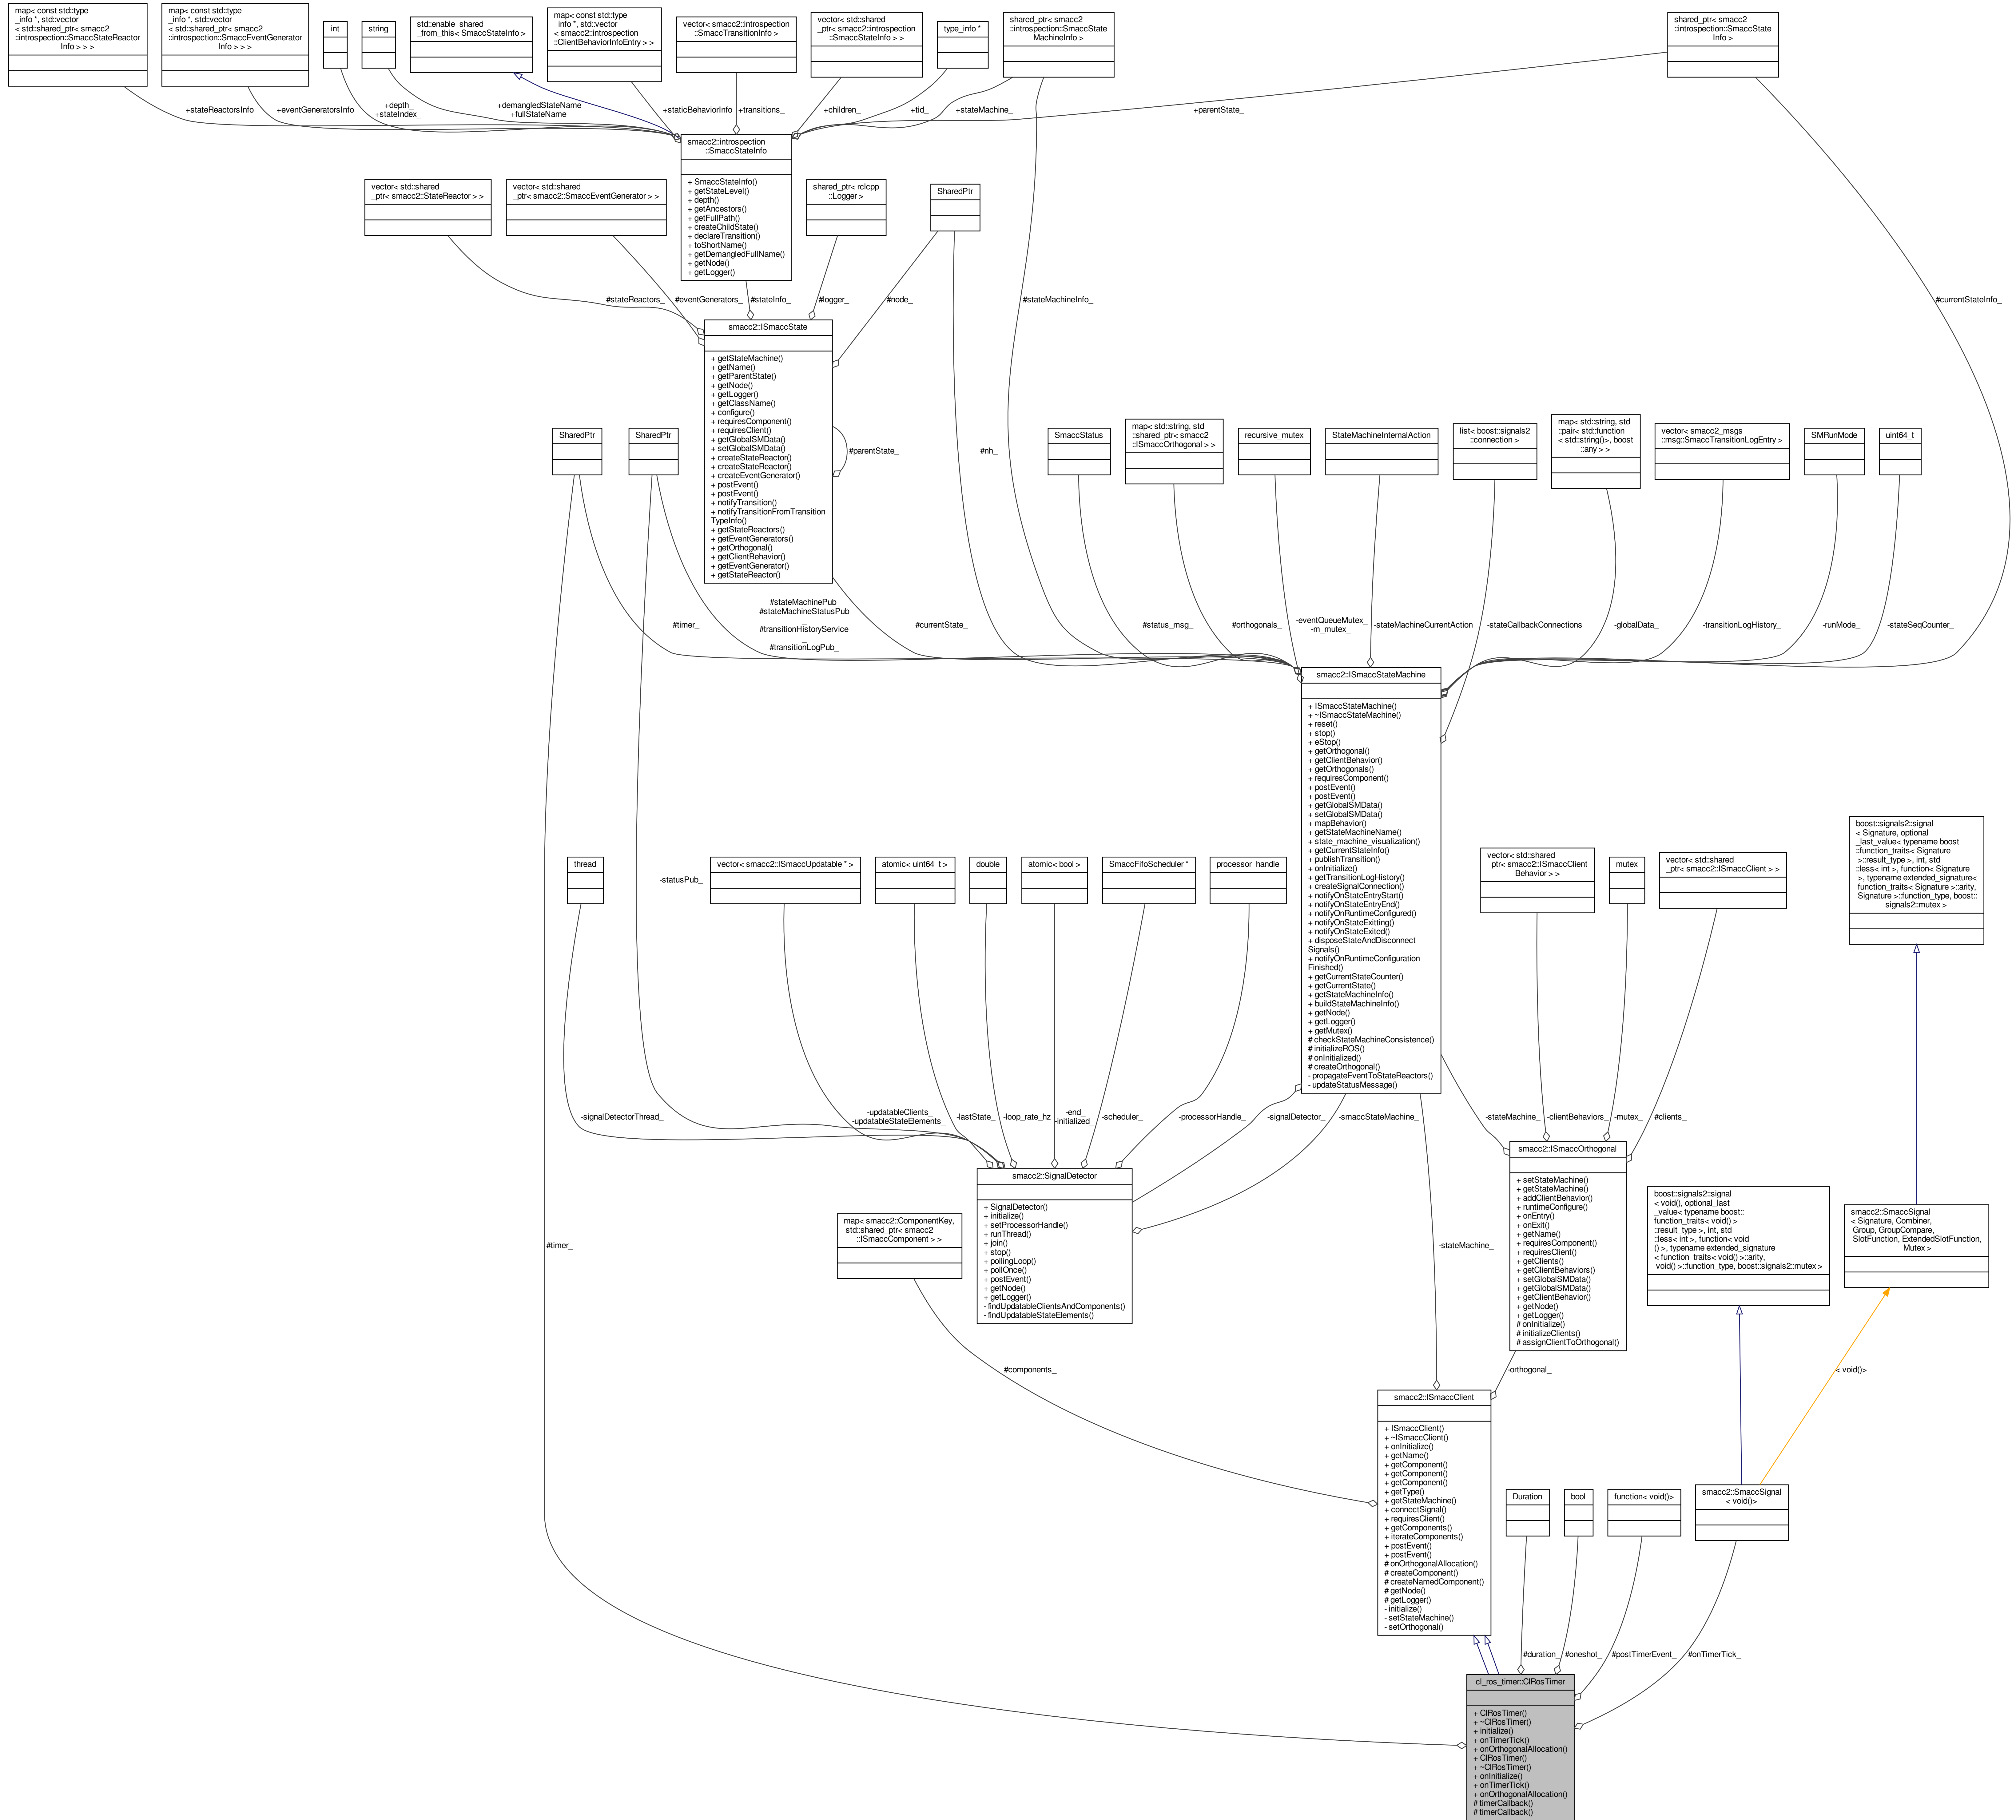 map< const std::type
_info *, std::vector
< std::shared_ptr< smacc2
::introspection::SmaccStateReactor
Info > > >
map< const std::type
_info *, std::vector
< std::shared_ptr< smacc2
::introspection::SmaccEventGenerator
Info > > >
int
string
std::enable_shared
_from_this< SmaccStateInfo >
map< const std::type
_info *, std::vector
< smacc2::introspection
::ClientBehaviorInfoEntry > >
vector< smacc2::introspection
::SmaccTransitionInfo >
vector< std::shared
_ptr< smacc2::introspection
::SmaccStateInfo > >
type_info *
shared_ptr< smacc2
::introspection::SmaccState
MachineInfo >
shared_ptr< smacc2
::introspection::SmaccState
Info >
+stateReactorsInfo
+eventGeneratorsInfo
+depth_
+stateIndex_
+demangledStateName
+fullStateName
+staticBehaviorInfo
+transitions_
+children_
+tid_
+stateMachine_
+parentState_
smacc2::introspection
::SmaccStateInfo
+ SmaccStateInfo()
+ getStateLevel()
+ depth()
+ getAncestors()
+ getFullPath()
+ createChildState()
+ declareTransition()
+ toShortName()
+ getDemangledFullName()
+ getNode()
+ getLogger()
vector< std::shared
_ptr< smacc2::StateReactor > >
vector< std::shared
_ptr< smacc2::SmaccEventGenerator > >
shared_ptr< rclcpp
::Logger >
SharedPtr
#stateReactors_
#eventGenerators_
#stateInfo_
#logger_
#node_
#stateMachineInfo_
#currentStateInfo_
smacc2::ISmaccState
+ getStateMachine()
+ getName()
+ getParentState()
+ getNode()
+ getLogger()
+ getClassName()
+ configure()
+ requiresComponent()
+ requiresClient()
+ getGlobalSMData()
+ setGlobalSMData()
+ createStateReactor()
+ createStateReactor()
+ createEventGenerator()
+ postEvent()
+ postEvent()
+ notifyTransition()
+ notifyTransitionFromTransition
TypeInfo()
+ getStateReactors()
+ getEventGenerators()
+ getOrthogonal()
+ getClientBehavior()
+ getEventGenerator()
+ getStateReactor()
#parentState_
#nh_
SharedPtr
SharedPtr
SmaccStatus
map< std::string, std
::shared_ptr< smacc2
::ISmaccOrthogonal > >
recursive_mutex
StateMachineInternalAction
list< boost::signals2
::connection >
map< std::string, std
::pair< std::function
< std::string()>, boost
::any > >
vector< smacc2_msgs
::msg::SmaccTransitionLogEntry >
SMRunMode
uint64_t
#timer_
#stateMachinePub_
#stateMachineStatusPub
_
#transitionHistoryService
_
#transitionLogPub_
#currentState_
#status_msg_
#orthogonals_
-eventQueueMutex_
-m_mutex_
-stateMachineCurrentAction
-stateCallbackConnections
-globalData_
-transitionLogHistory_
-runMode_
-stateSeqCounter_
smacc2::ISmaccStateMachine
+ ISmaccStateMachine()
+ ~ISmaccStateMachine()
+ reset()
+ stop()
+ eStop()
+ getOrthogonal()
+ getClientBehavior()
+ getOrthogonals()
+ requiresComponent()
+ postEvent()
+ postEvent()
+ getGlobalSMData()
+ setGlobalSMData()
+ mapBehavior()
+ getStateMachineName()
+ state_machine_visualization()
+ getCurrentStateInfo()
+ publishTransition()
+ onInitialize()
+ getTransitionLogHistory()
+ createSignalConnection()
+ notifyOnStateEntryStart()
+ notifyOnStateEntryEnd()
+ notifyOnRuntimeConfigured()
+ notifyOnStateExitting()
+ notifyOnStateExited()
+ disposeStateAndDisconnect
Signals()
+ notifyOnRuntimeConfiguration
Finished()
+ getCurrentStateCounter()
+ getCurrentState()
+ getStateMachineInfo()
+ buildStateMachineInfo()
+ getNode()
+ getLogger()
+ getMutex()
# checkStateMachineConsistence()
# initializeROS()
# onInitialized()
# createOrthogonal()
- propagateEventToStateReactors()
- updateStatusMessage()
thread
-statusPub_
vector< smacc2::ISmaccUpdatable * >
atomic< uint64_t >
double
atomic< bool >
SmaccFifoScheduler *
processor_handle
vector< std::shared
_ptr< smacc2::ISmaccClient
Behavior > >
mutex
vector< std::shared
_ptr< smacc2::ISmaccClient > >
boost::signals2::signal
< Signature, optional
_last_value< typename boost
::function_traits< Signature
>::result_type >, int, std
::less< int >, function< Signature
>, typename extended_signature<
function_traits< Signature >::arity,
Signature >::function_type, boost::
signals2::mutex >
-signalDetectorThread_
-updatableClients_
-updatableStateElements_
-lastState_
-loop_rate_hz
-end_
-initialized_
-scheduler_
-processorHandle_
-signalDetector_
-smaccStateMachine_
-stateMachine_
-clientBehaviors_
-mutex_
#clients_
smacc2::SignalDetector
+ SignalDetector()
+ initialize()
+ setProcessorHandle()
+ runThread()
+ join()
+ stop()
+ pollingLoop()
+ pollOnce()
+ postEvent()
+ getNode()
+ getLogger()
- findUpdatableClientsAndComponents()
- findUpdatableStateElements()
smacc2::ISmaccOrthogonal
+ setStateMachine()
+ getStateMachine()
+ addClientBehavior()
+ runtimeConfigure()
+ onEntry()
+ onExit()
+ getName()
+ requiresComponent()
+ requiresClient()
+ getClients()
+ getClientBehaviors()
+ setGlobalSMData()
+ getGlobalSMData()
+ getClientBehavior()
+ getNode()
+ getLogger()
# onInitialize()
# initializeClients()
# assignClientToOrthogonal()
boost::signals2::signal
< void(), optional_last
_value< typename boost::
function_traits< void() >
::result_type >, int, std
::less< int >, function< void
() >, typename extended_signature
< function_traits< void() >::arity,
void() >::function_type, boost::signals2::mutex >
smacc2::SmaccSignal
< Signature, Combiner,
Group, GroupCompare,
SlotFunction, ExtendedSlotFunction,
Mutex >
map< smacc2::ComponentKey,
std::shared_ptr< smacc2
::ISmaccComponent > >
#timer_
-stateMachine_
#components_
-orthogonal_
< void()>
smacc2::ISmaccClient
+ ISmaccClient()
+ ~ISmaccClient()
+ onInitialize()
+ getName()
+ getComponent()
+ getComponent()
+ getComponent()
+ getType()
+ getStateMachine()
+ connectSignal()
+ requiresClient()
+ getComponents()
+ iterateComponents()
+ postEvent()
+ postEvent()
# onOrthogonalAllocation()
# createComponent()
# createNamedComponent()
# getNode()
# getLogger()
- initialize()
- setStateMachine()
- setOrthogonal()
Duration
bool
function< void()>
smacc2::SmaccSignal
< void()>
#duration_
#oneshot_
#postTimerEvent_
#onTimerTick_
cl_ros_timer::ClRosTimer
+ ClRosTimer()
+ ~ClRosTimer()
+ initialize()
+ onTimerTick()
+ onOrthogonalAllocation()
+ ClRosTimer()
+ ~ClRosTimer()
+ onInitialize()
+ onTimerTick()
+ onOrthogonalAllocation()
# timerCallback()
# timerCallback()